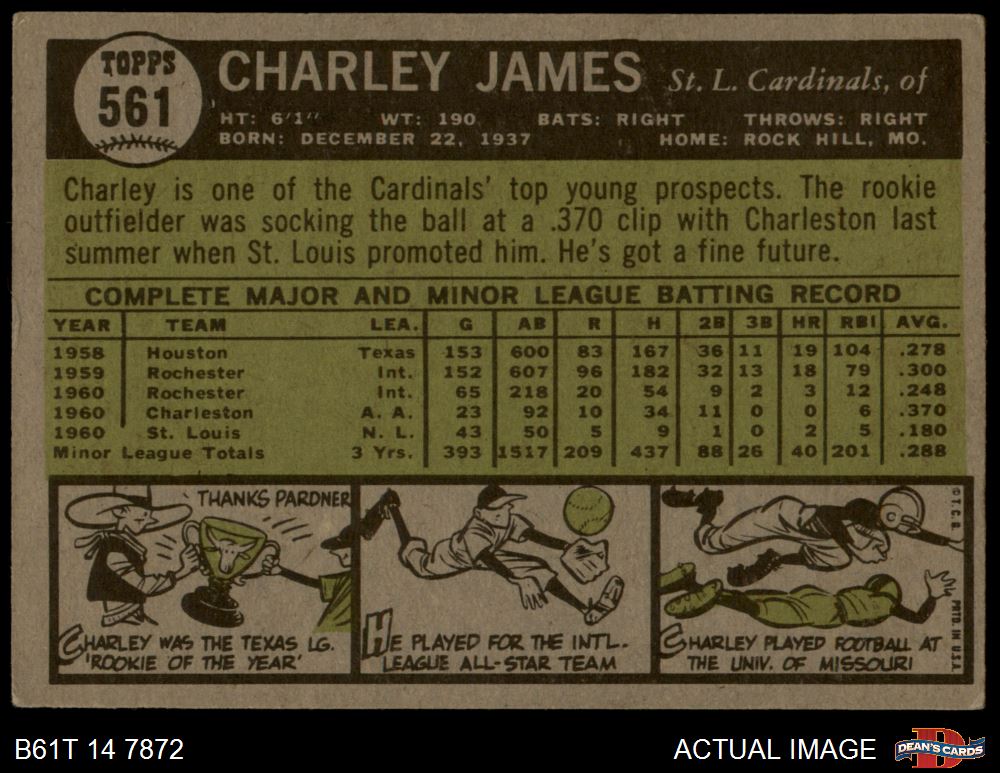 TOPPS
561
CHARLEY JAMES St. L. Cardinals, of
HT: 6'1" WT: 190 BATS: RIGHT THROWS: RIGHT
BORN: DECEMBER 22, 1937 HOME: ROCK HILL, MO.
Charley is one of the Cardinals' top young prospects. The rookie
outfielder was socking the ball at a .370 clip with Charleston last
summer when St. Louis promoted him. He's got a fine future.
COMPLETE MAJOR AND MINOR LEAGUE BATTING RECORD
YEAR TEAM LEA. G AB R H 2B 3B HR RBI AVG.
1958 Houston Texas 153 600 83 167 36 11 19 104 .278
1959 Rochester Int. 152 607 96 182 32 13 18 79 .300
1960 Rochester Int. 65 218 20 54 9 2 3 12 .248
1960 Charleston A. A. 23 92 10 34 11 0 0 6 .370
1960 St. Louis N. L. 43 50 5 9 1 0 2 5 .180
Minor League Totals 3 Yrs. 393 1517 209 437 88 26 40 201 .288
THANKS PARDNER
CHARLEY WAS THE TEXAS LG.
'ROOKIE OF THE YEAR'
HE PLAYED FOR THE INTL.
LEAGUE ALL-STAR TEAM
CHARLEY PLAYED FOOTBALL AT
THE UNIV. OF MISSOURI
© T. C. G.
PRTD. IN U.S.A.
B61T 14 7872
ACTUAL IMAGE
D
DEAN'S CARDS